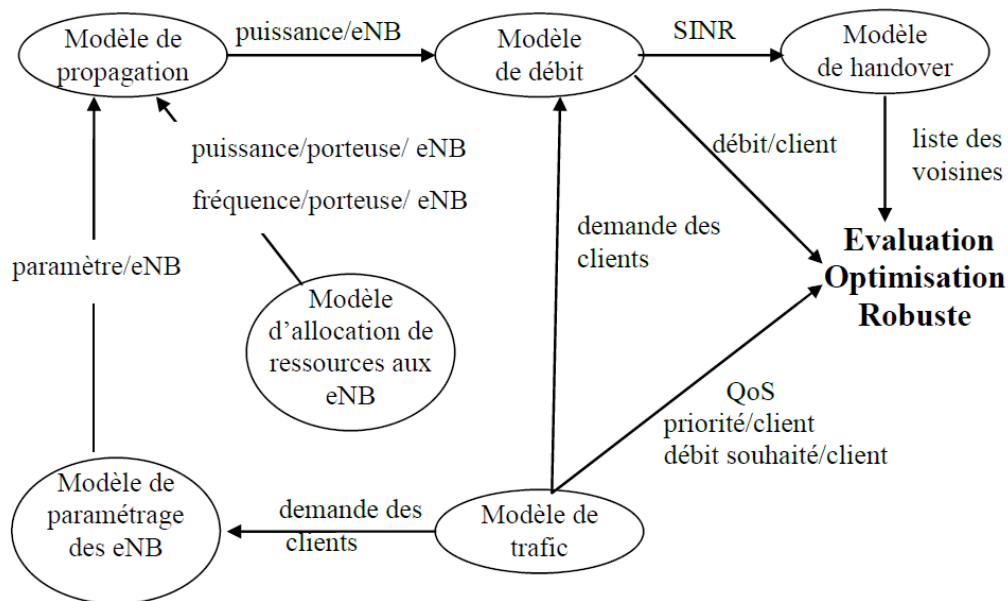 Modèle de
propagation
puissance/eNB
Modèle
de débit
SINR
Modèle
de handover
puissance/porteuse/ eNB
fréquence/porteuse/ eNB
débit/client
liste des
voisines
paramètre/eNB
demande des
clients
Evaluation
Optimisation
Robuste
Modèle
d'allocation de
ressources aux
eNB
QoS
priorité/client
débit souhaité/client
Modèle de
paramétrage
des eNB
demande des
clients
Modèle de
trafic